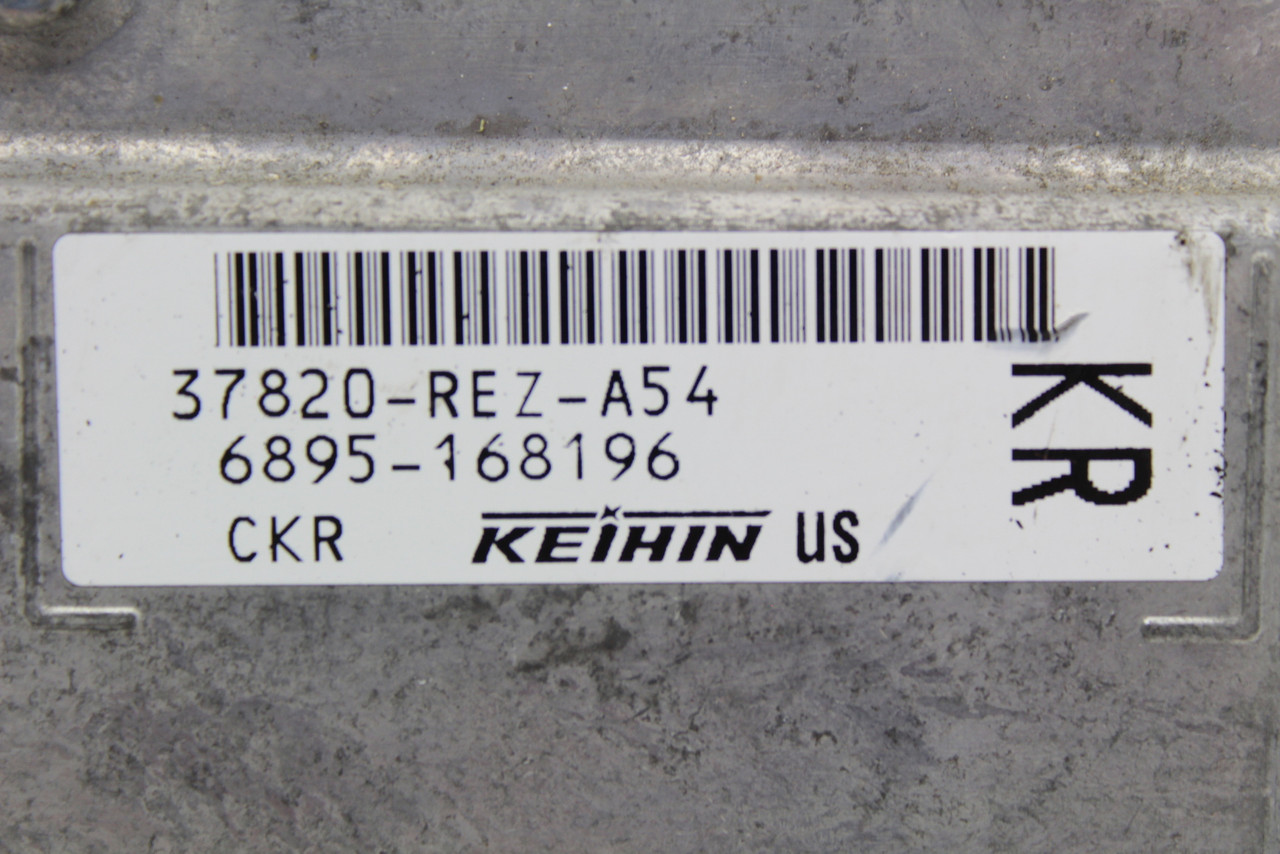 37820-REZ-A54
6895-168196
CKR KEIHIN US
KR